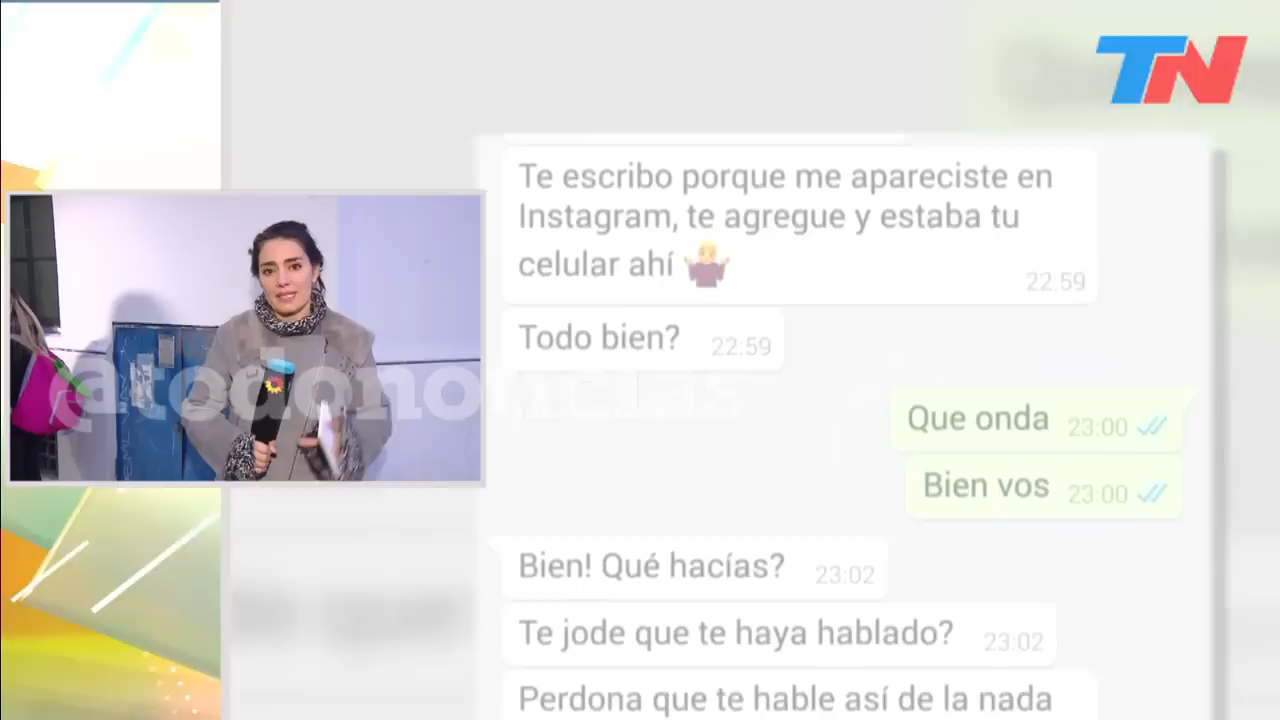 TN
Te escribo porque me apareciste en
Instagram, te agregue y estaba tu
celular ahí
22:59
Todo bien? 22:59
@todonoticias
Que onda 23:00
Bien vos 23:00
Bien! Qué hacías? 23:02
Te jode que te haya hablado? 23:02
Perdona que te hable así de la nada